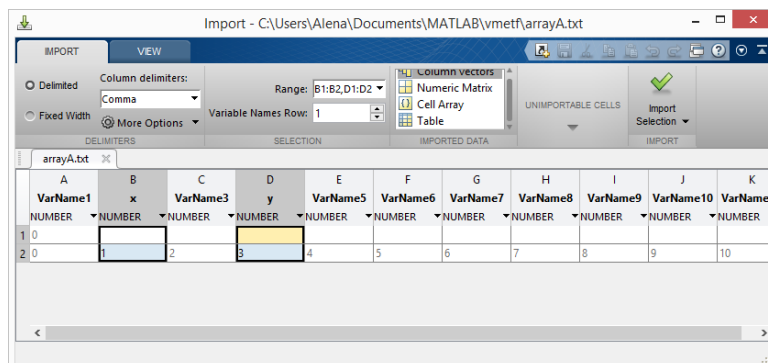 Import - C:\Users\Alena\Documents\MATLAB\vmetf\arrayA.txt
IMPORT VIEW
Delimited
Fixed Width
Column delimiters:
Comma
More Options
DELIMITERS
Range: B1:B2,D1:D2
Variable Names Row: 1
SELECTION
Column vectors
Numeric Matrix
Cell Array
Table
IMPORTED DATA
UNIMPORTABLE CELLS
Import
Selection
IMPORT
arrayA.txt
A B C D E F G H I J K
VarName1 x VarName3 y VarName5 VarName6 VarName7 VarName8 VarName9 VarName10 VarName
NUMBER NUMBER NUMBER NUMBER NUMBER NUMBER NUMBER NUMBER NUMBER NUMBER NUMBER
1 0
2 0 1 2 3 4 5 6 7 8 9 10